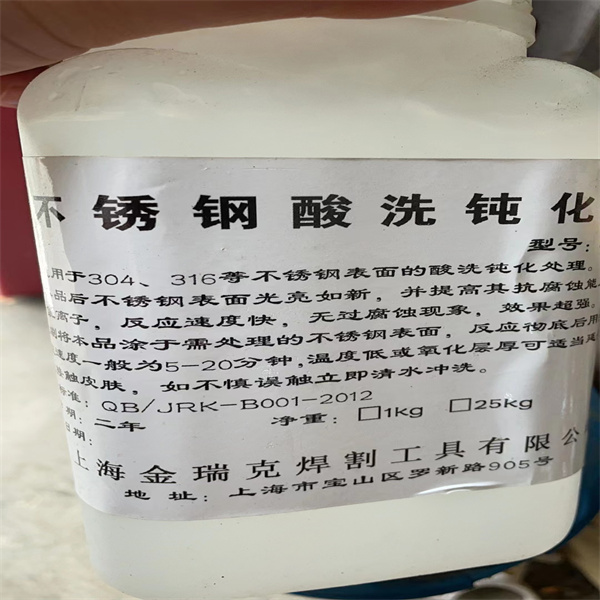 不锈钢酸洗钝化
型号:
用于304、316等不锈钢表面的酸洗钝化处理。
品后不锈钢表面光亮如新，并提高其抗腐蚀能
离子，反应速度快，无过腐蚀现象，效果超强。
将本品涂于需处理的不锈钢表面，反应彻底后用
速度一般为5-20分钟,温度低或氧化层厚可适当
触皮肤，如不慎误触立即清水冲洗。
标准: QB/JRK-B001-2012
期: 二年 净重: □1kg □25kg
日期:
上海金瑞克焊割工具有限公
地 址: 上海市宝山区罗新路905号